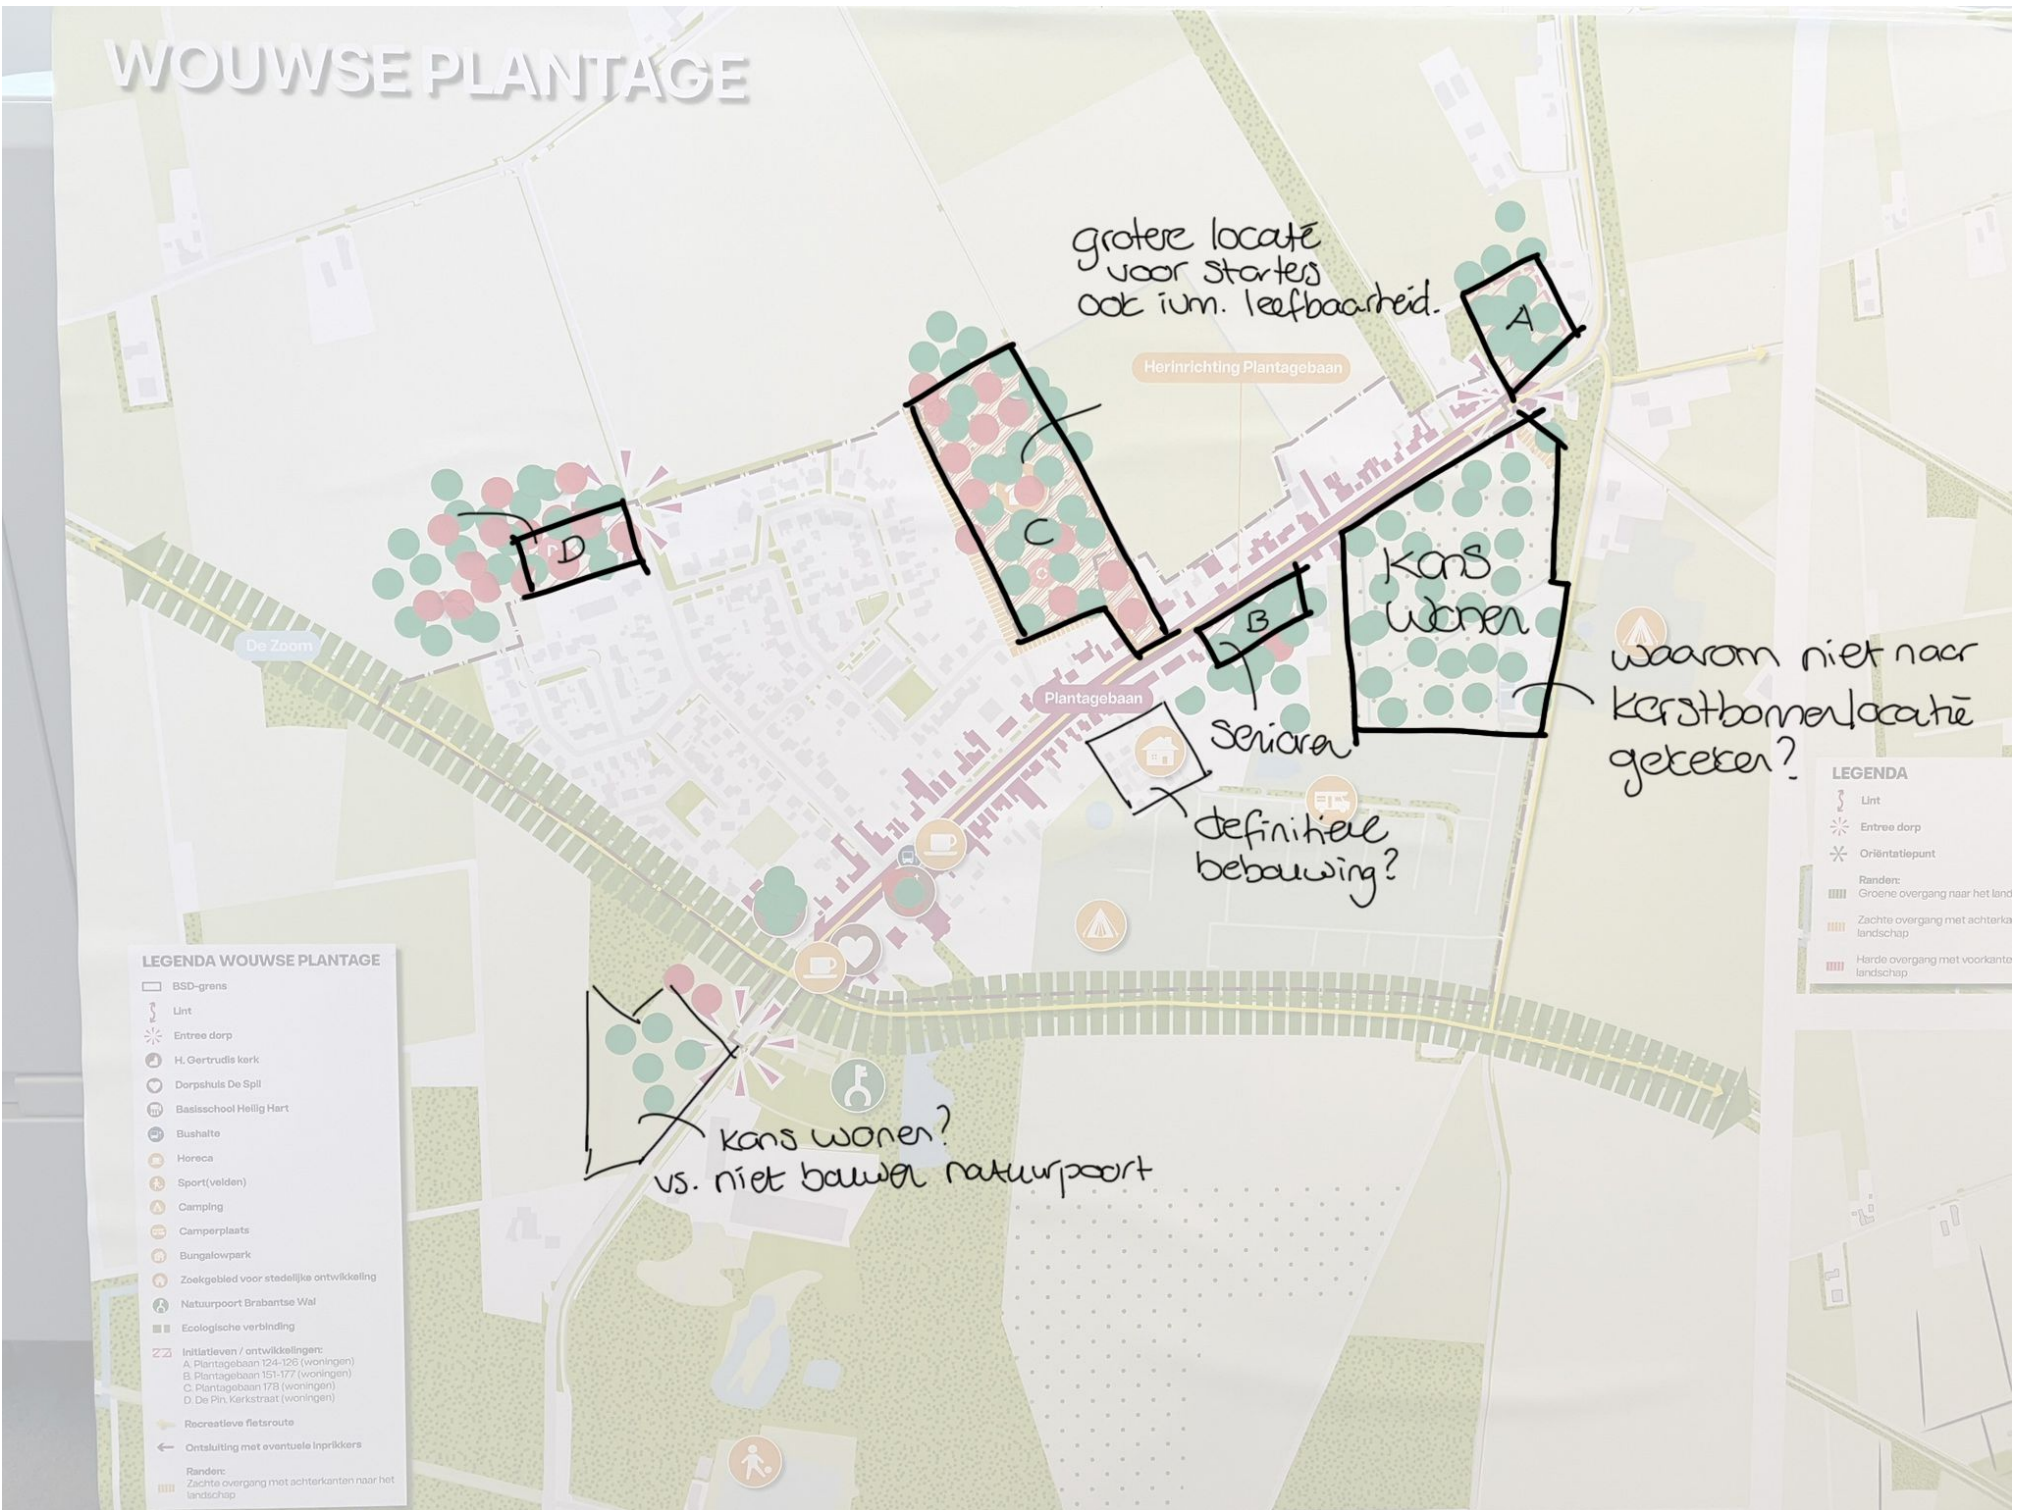 WOUWSE PLANTAGE
grotere locatie
voor starters
ook ivm. leefbaarheid.
A
Herinrichting Plantagebaan
D
C
Kans
wonen
B
De Zoom
waarom niet naar
kerstbomenlocatie
gekeken?
Plantagebaan
senioren
definitieve
bebouwing?
LEGENDA
Lint
Entree dorp
Oriëntatiepunt
Randen:
Groene overgang naar het land
Zachte overgang met achterka
landschap
Harde overgang met voorkante
landschap
kans wonen?
vs. niet bouwen natuurpoort
LEGENDA WOUWSE PLANTAGE
BSD-grens
Lint
Entree dorp
H. Gertrudis kerk
Dorpshuis De Spil
Basisschool Heilig Hart
Bushalte
Horeca
Sport(velden)
Camping
Camperplaats
Bungalowpark
Zoekgebied voor stedelijke ontwikkeling
Natuurpoort Brabantse Wal
Ecologische verbinding
Initiatieven / ontwikkelingen:
A. Plantagebaan 124-126 (woningen)
B. Plantagebaan 151-177 (woningen)
C. Plantagebaan 178 (woningen)
D. De Pin, Kerkstraat (woningen)
Recreatieve fietsroute
Ontsluiting met eventuele inprikkers
Randen:
Zachte overgang met achterkanten naar het
landschap